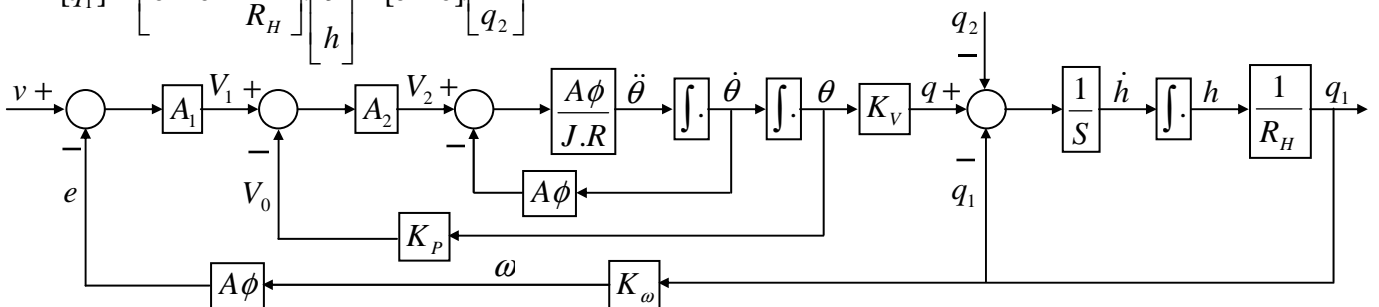 R_H
h
q_2
q_2
v + A_1 V_1 + A_2 V_2 + Aφ / J.R θ̈ ∫. θ̇ ∫. θ K_V q + 1 / S ḣ ∫. h 1 / R_H q_1
− − − − −
e V_0 Aφ q_1
K_P
Aφ ω K_ω